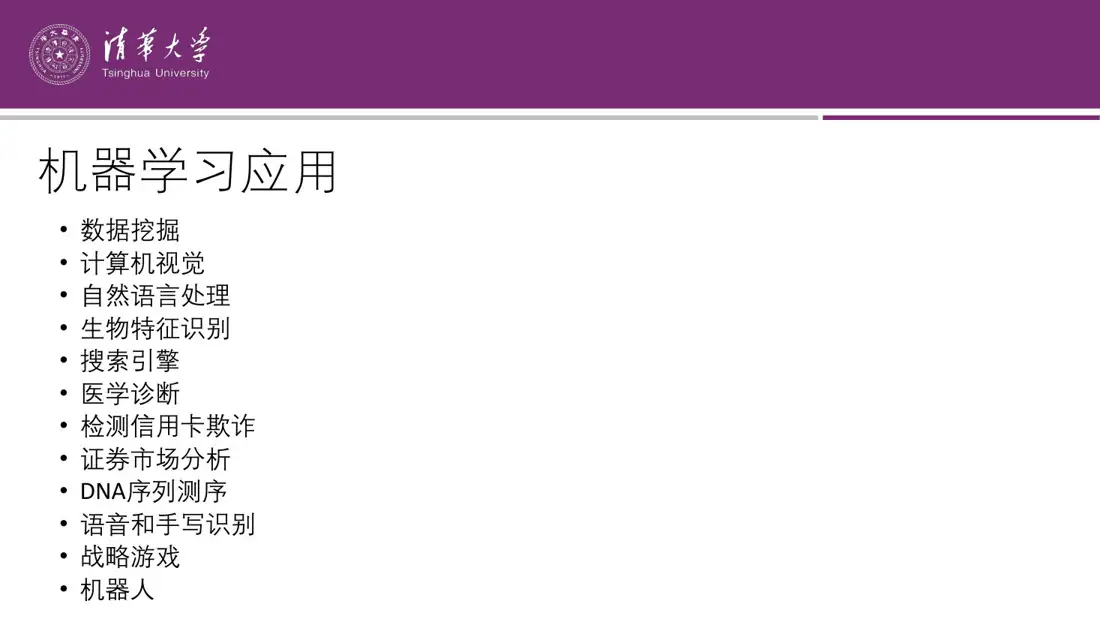 清华大学
Tsinghua University
机器学习应用
• 数据挖掘
• 计算机视觉
• 自然语言处理
• 生物特征识别
• 搜索引擎
• 医学诊断
• 检测信用卡欺诈
• 证券市场分析
• DNA序列测序
• 语音和手写识别
• 战略游戏
• 机器人